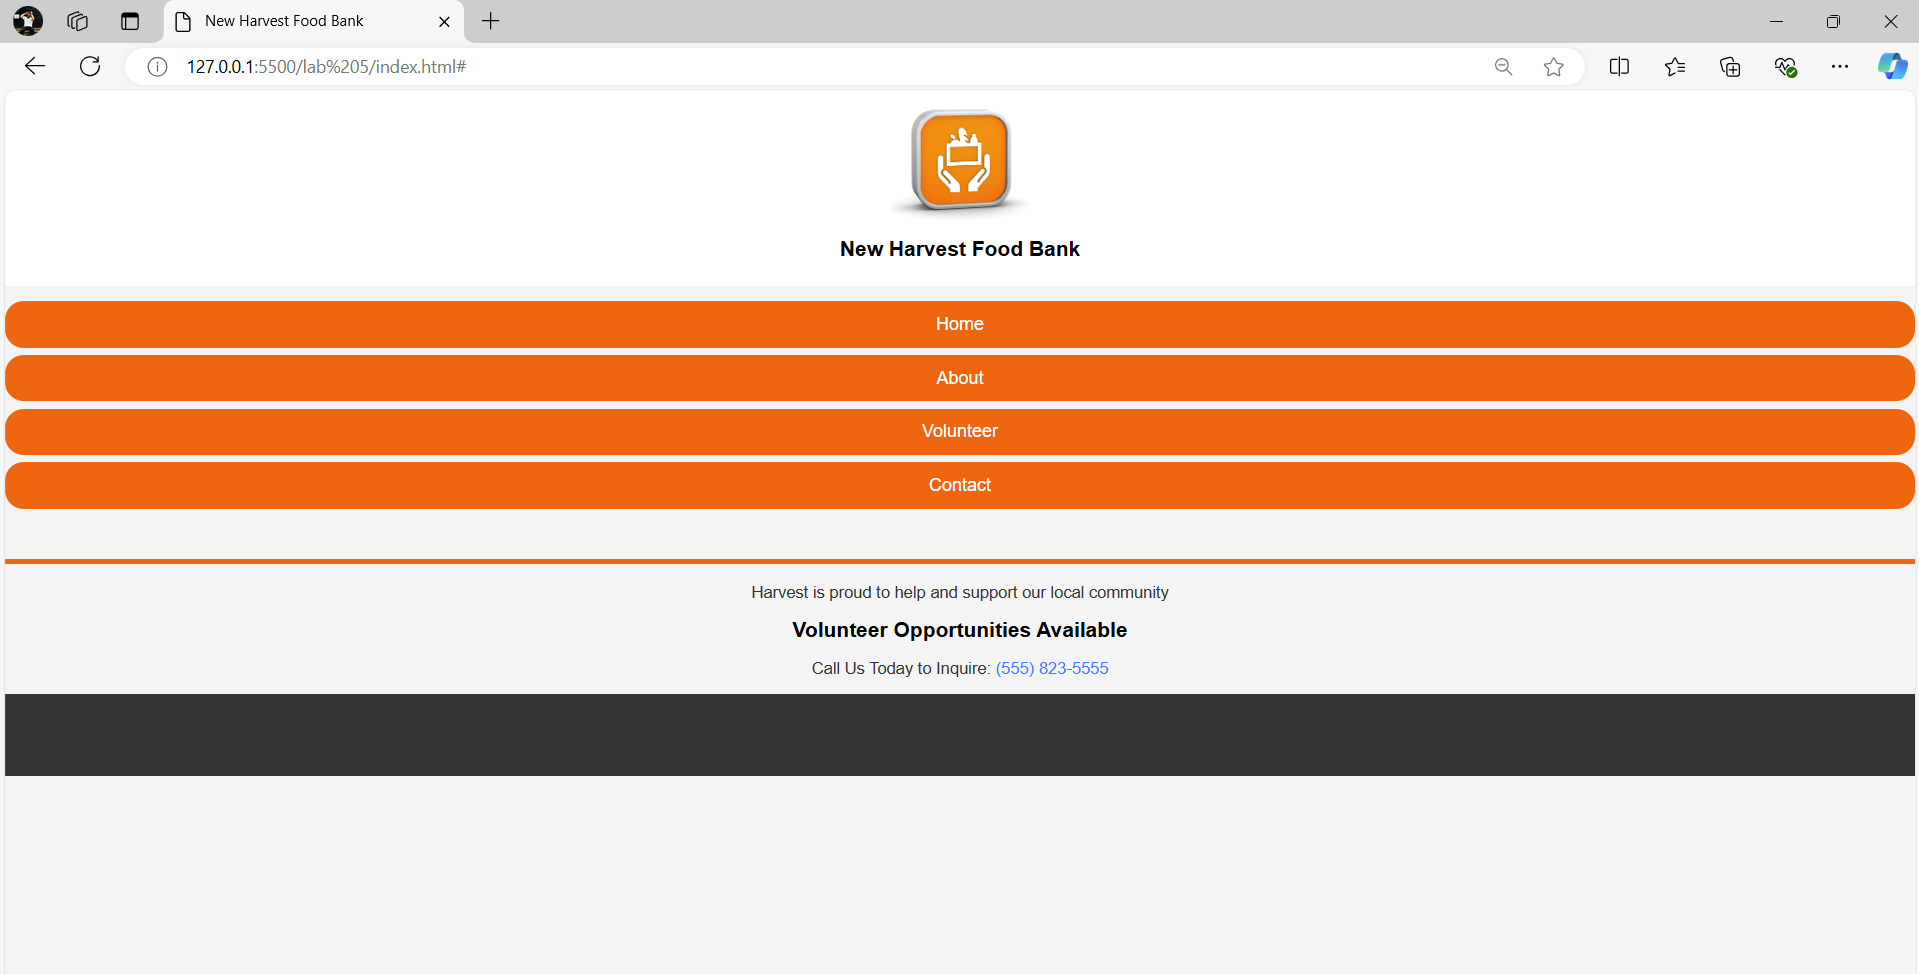 New Harvest Food Bank
127.0.0.1:5500/lab%205/index.html#
New Harvest Food Bank
Home
About
Volunteer
Contact
Harvest is proud to help and support our local community
Volunteer Opportunities Available
Call Us Today to Inquire: (555) 823-5555